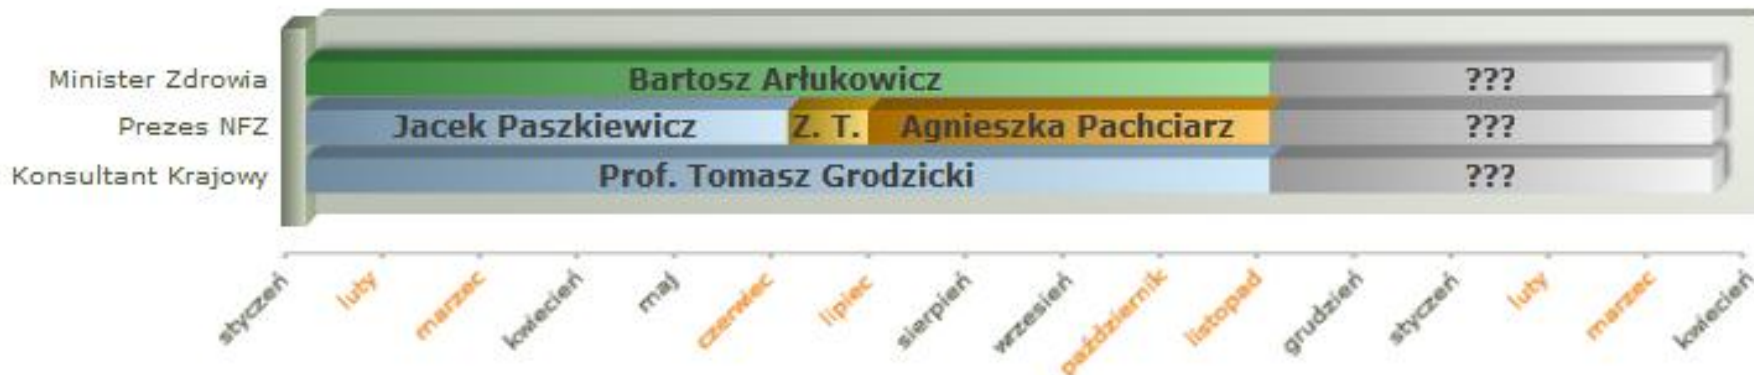 Minister Zdrowia Bartosz Arłukowicz ???
Prezes NFZ Jacek Paszkiewicz Z. T. Agnieszka Pachciarz ???
Konsultant Krajowy Prof. Tomasz Grodzicki ???
styczeń luty marzec kwiecień maj czerwiec lipiec sierpień wrzesień październik listopad grudzień styczeń luty marzec kwiecień